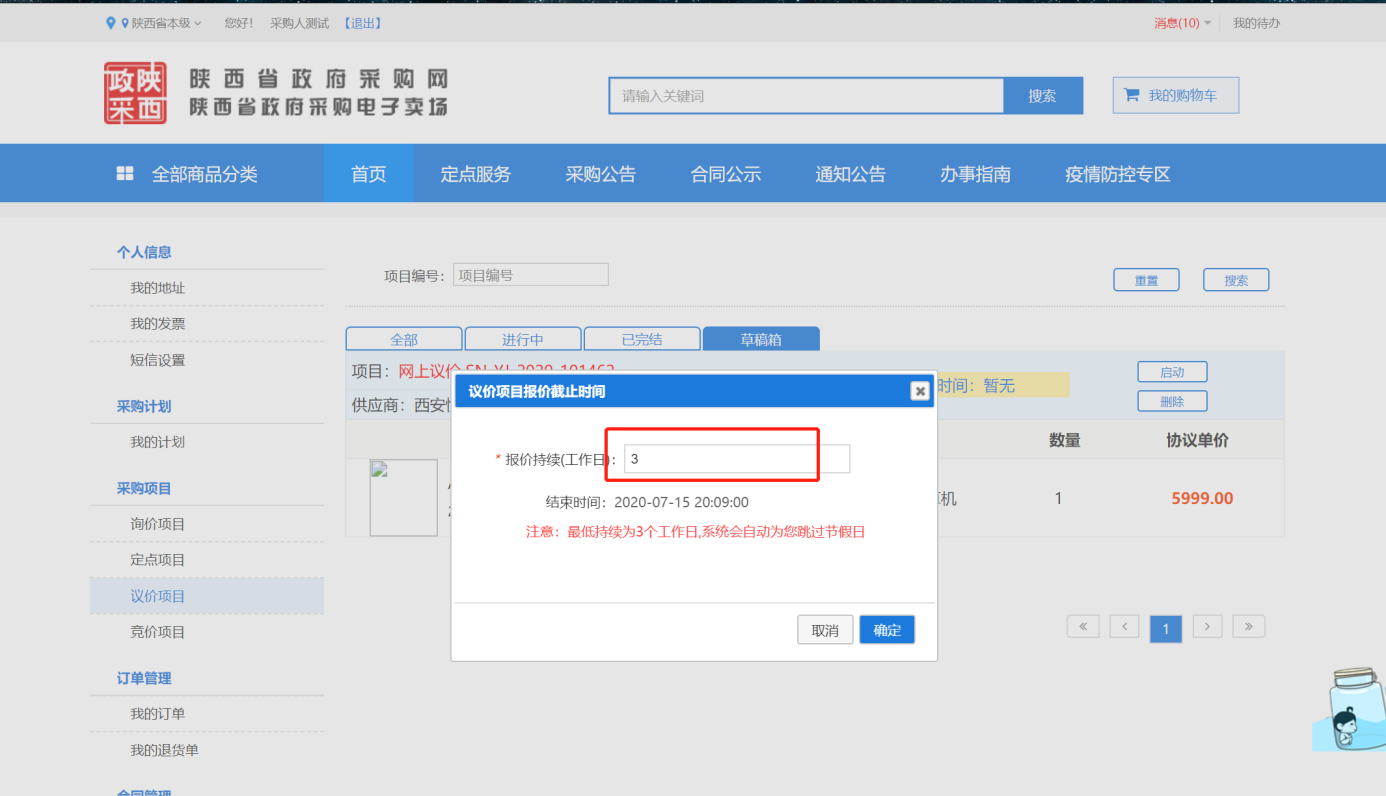 陕西省本级 您好! 采购人测试 【退出】 消息(10) 我的待办
政陕
采西
陕西省政府采购网
陕西省政府采购电子卖场
请输入关键词 搜索 我的购物车
全部商品分类 首页 定点服务 采购公告 合同公示 通知公告 办事指南 疫情防控专区
个人信息
我的地址
我的发票
短信设置
采购计划
我的计划
采购项目
询价项目
定点项目
议价项目
竞价项目
订单管理
我的订单
我的退货单
合同管理
项目编号: 项目编号 重置 搜索
全部 进行中 已完结 草稿箱
项目: 网上议价 时间: 暂无 启动
供应商: 西安 删除
数量 协议单价
机 1 5999.00
议价项目报价截止时间
* 报价持续(工作日): 3
结束时间: 2020-07-15 20:09:00
注意: 最低持续为3个工作日,系统会自动为您跳过节假日
取消 确定
« ‹ 1 › »